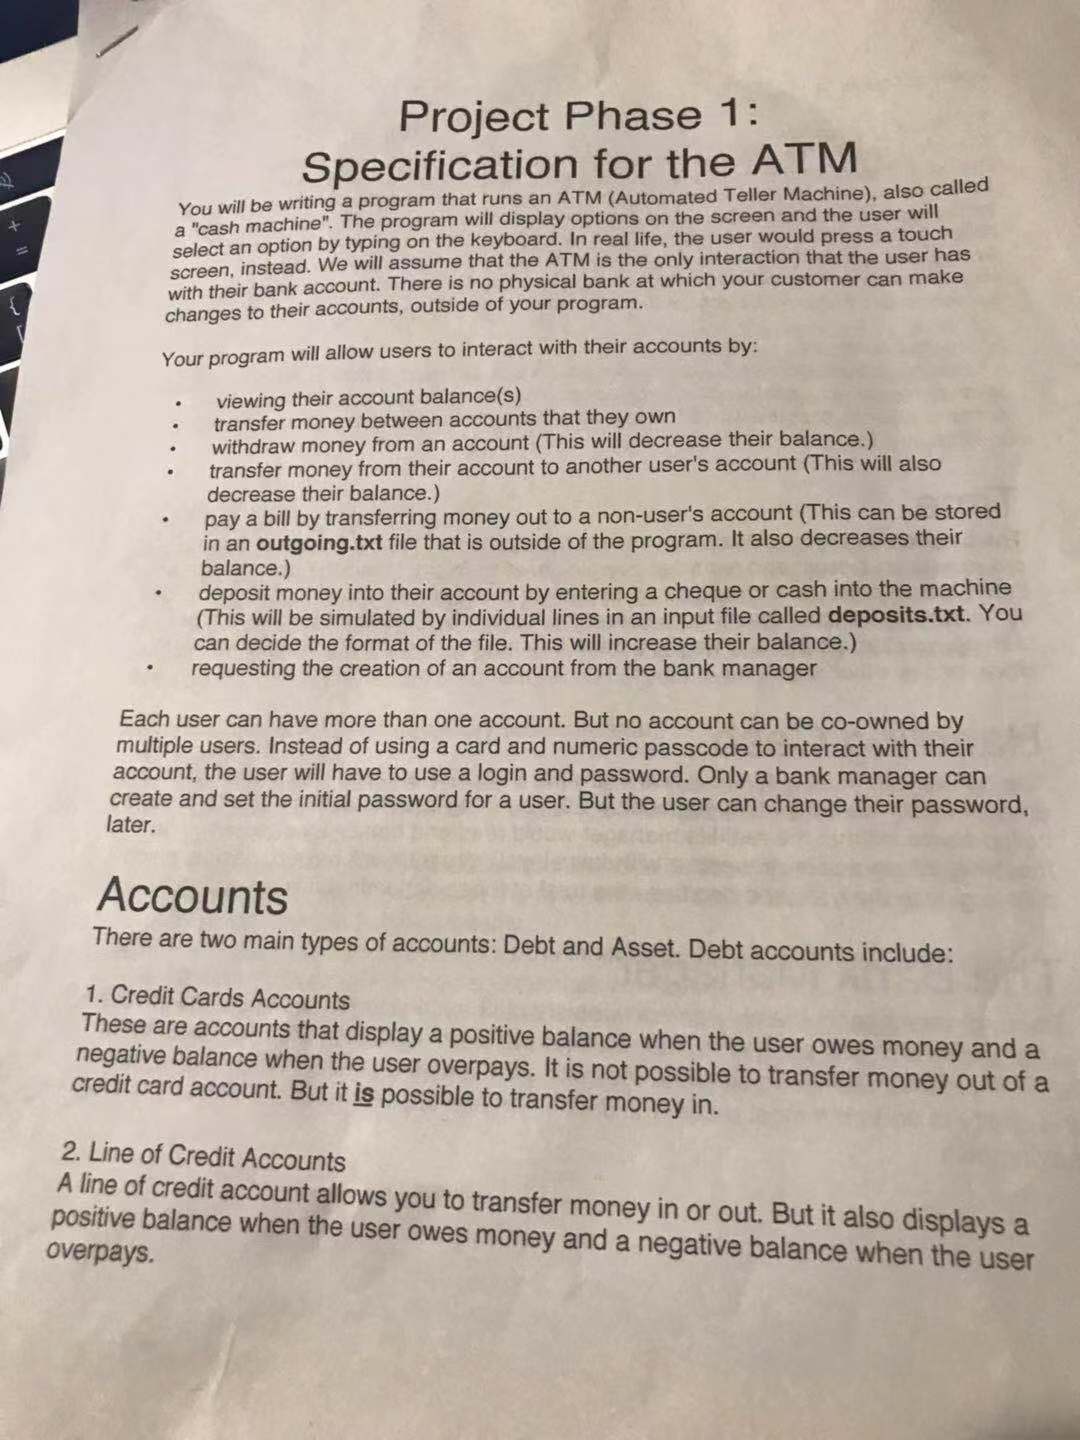 Project Phase 1:
Specification for the ATM
You will be writing a program that runs an ATM (Automated Teller Machine), also called
a "cash machine". The program will display options on the screen and the user will
select an option by typing on the keyboard. In real life, the user would press a touch
screen, instead. We will assume that the ATM is the only interaction that the user has
with their bank account. There is no physical bank at which your customer can make
changes to their accounts, outside of your program.
Your program will allow users to interact with their accounts by:
• viewing their account balance(s)
• transfer money between accounts that they own
• withdraw money from an account (This will decrease their balance.)
• transfer money from their account to another user's account (This will also
decrease their balance.)
• pay a bill by transferring money out to a non-user's account (This can be stored
in an outgoing.txt file that is outside of the program. It also decreases their
balance.)
• deposit money into their account by entering a cheque or cash into the machine
(This will be simulated by individual lines in an input file called deposits.txt. You
can decide the format of the file. This will increase their balance.)
• requesting the creation of an account from the bank manager
Each user can have more than one account. But no account can be co-owned by
multiple users. Instead of using a card and numeric passcode to interact with their
account, the user will have to use a login and password. Only a bank manager can
create and set the initial password for a user. But the user can change their password,
later.
Accounts
There are two main types of accounts: Debt and Asset. Debt accounts include:
1. Credit Cards Accounts
These are accounts that display a positive balance when the user owes money and a
negative balance when the user overpays. It is not possible to transfer money out of a
credit card account. But it is possible to transfer money in.
2. Line of Credit Accounts
A line of credit account allows you to transfer money in or out. But it also displays a
positive balance when the user owes money and a negative balance when the user
overpays.
+
=
{
[